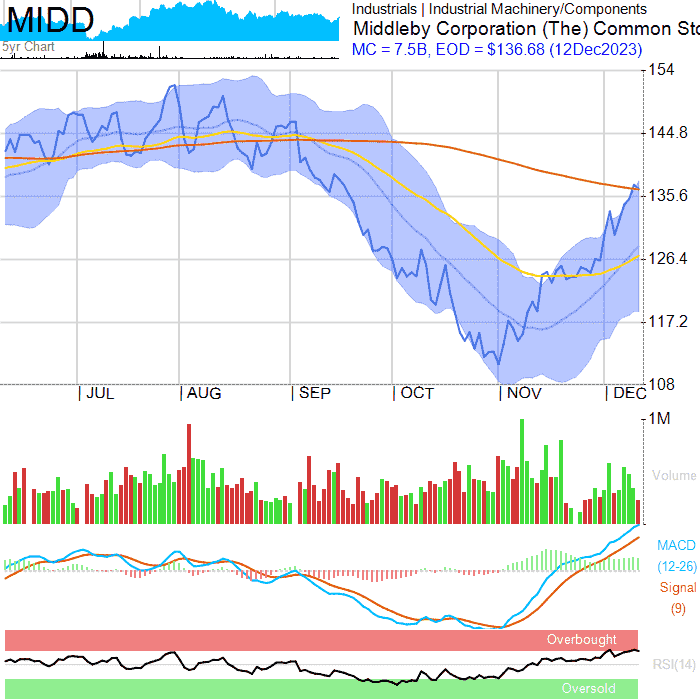 MIDD
5yr Chart
Industrials | Industrial Machinery/Components
Middleby Corporation (The) Common Sto
MC = 7.5B, EOD = $136.68 (12Dec2023)
154
144.8
135.6
126.4
117.2
108
JUL AUG SEP OCT NOV DEC
1M
Volume
MACD
(12-26)
Signal
(9)
Overbought
RSI(14)
Oversold